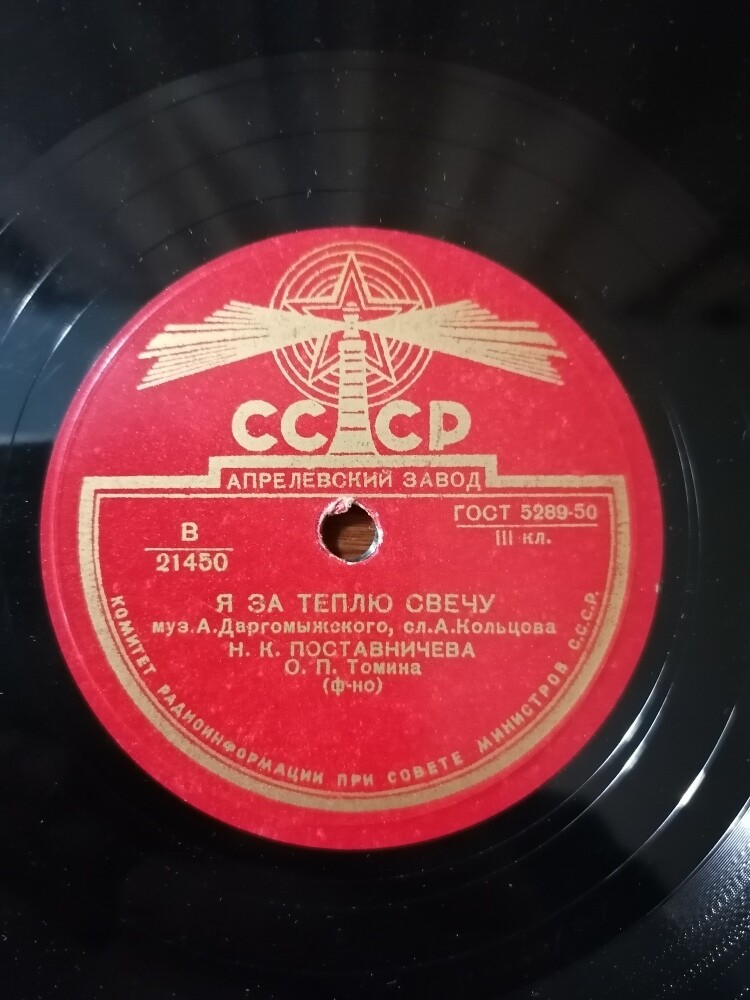 СССР
АПРЕЛЕВСКИЙ ЗАВОД
В
21450
ГОСТ 5289-50
III кл.
Я ЗА ТЕПЛЮ СВЕЧУ
муз.А.Даргомыжского, сл.А.Кольцова
Н. К. ПОСТАВНИЧЕВА
О. П. Томина
(ф-но)
КОМИТЕТ РАДИОИНФОРМАЦИИ ПРИ СОВЕТЕ МИНИСТРОВ С.С.С.Р.